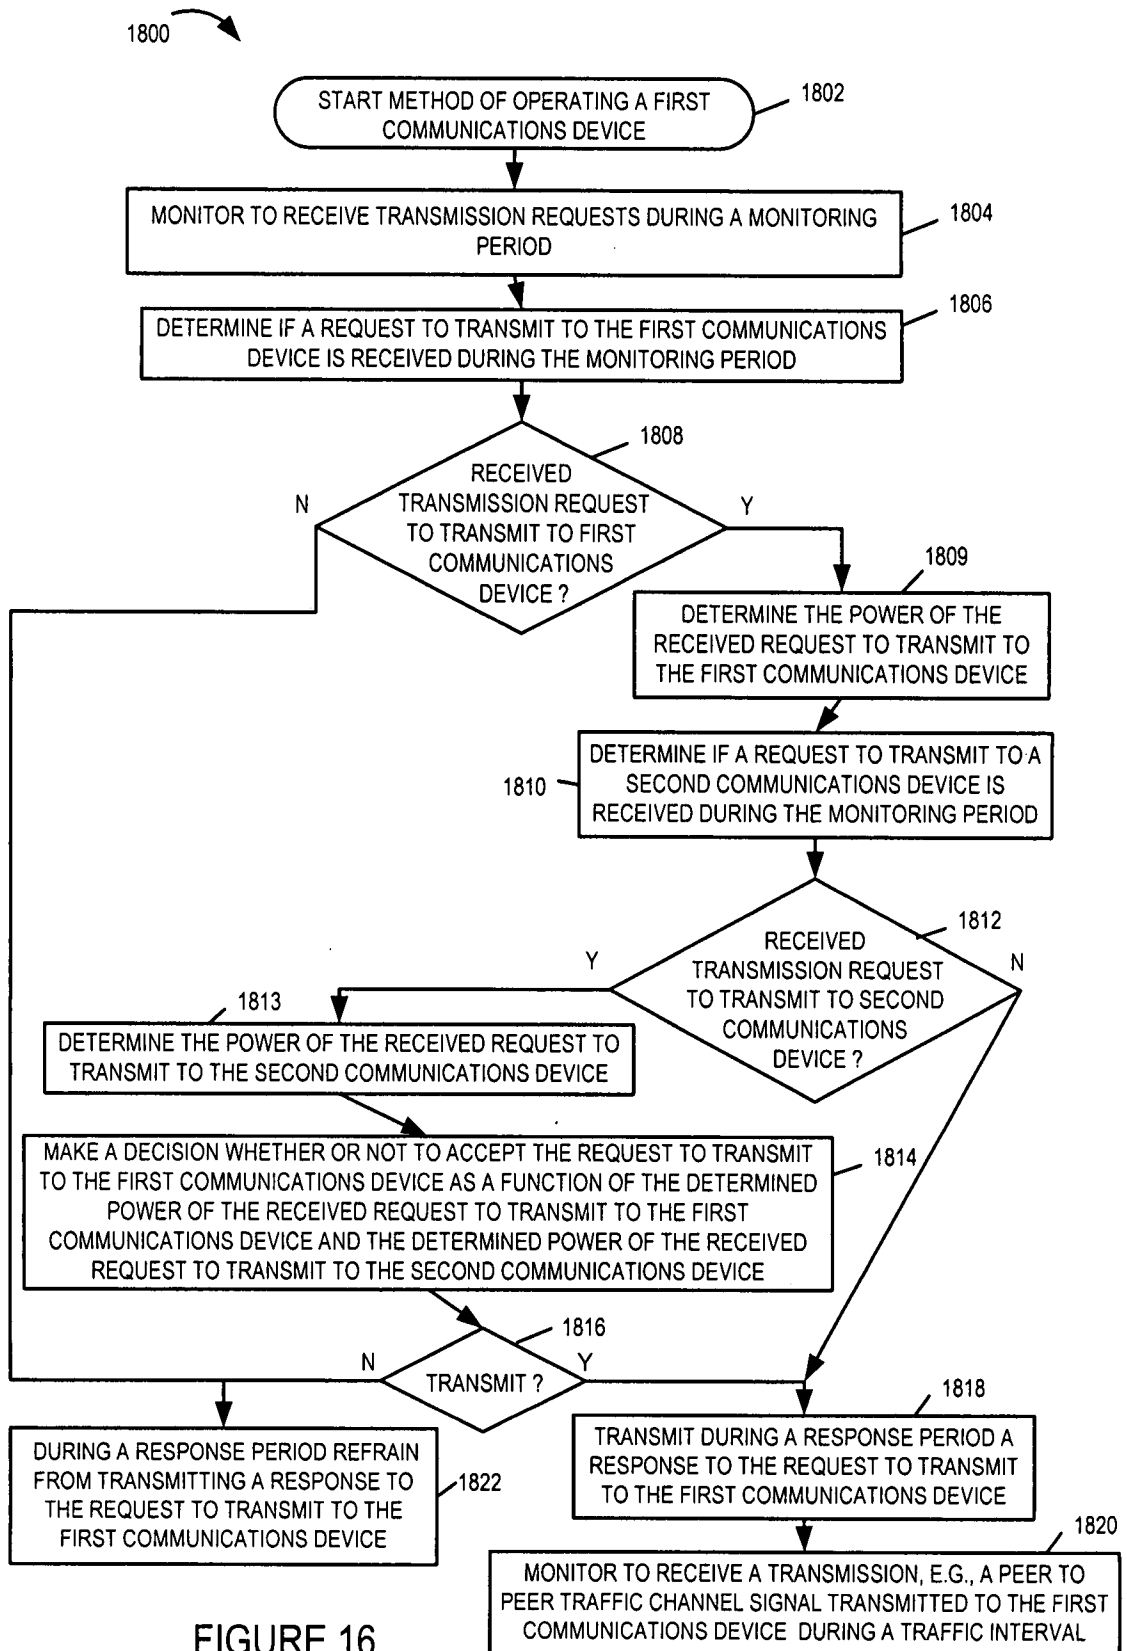 1800
START METHOD OF OPERATING A FIRST
COMMUNICATIONS DEVICE
1802
MONITOR TO RECEIVE TRANSMISSION REQUESTS DURING A MONITORING
PERIOD
1804
DETERMINE IF A REQUEST TO TRANSMIT TO THE FIRST COMMUNICATIONS
DEVICE IS RECEIVED DURING THE MONITORING PERIOD
1806
1808
RECEIVED
TRANSMISSION REQUEST
TO TRANSMIT TO FIRST
COMMUNICATIONS
DEVICE ?
N
Y
1809
DETERMINE THE POWER OF THE
RECEIVED REQUEST TO TRANSMIT TO
THE FIRST COMMUNICATIONS DEVICE
DETERMINE IF A REQUEST TO TRANSMIT TO A
SECOND COMMUNICATIONS DEVICE IS
RECEIVED DURING THE MONITORING PERIOD
1810
1812
RECEIVED
TRANSMISSION REQUEST
TO TRANSMIT TO SECOND
COMMUNICATIONS
DEVICE ?
Y
N
1813
DETERMINE THE POWER OF THE RECEIVED REQUEST TO
TRANSMIT TO THE SECOND COMMUNICATIONS DEVICE
MAKE A DECISION WHETHER OR NOT TO ACCEPT THE REQUEST TO TRANSMIT
TO THE FIRST COMMUNICATIONS DEVICE AS A FUNCTION OF THE DETERMINED
POWER OF THE RECEIVED REQUEST TO TRANSMIT TO THE FIRST
COMMUNICATIONS DEVICE AND THE DETERMINED POWER OF THE RECEIVED
REQUEST TO TRANSMIT TO THE SECOND COMMUNICATIONS DEVICE
1814
1816
N
TRANSMIT ?
Y
1818
DURING A RESPONSE PERIOD REFRAIN
FROM TRANSMITTING A RESPONSE TO
THE REQUEST TO TRANSMIT TO THE
FIRST COMMUNICATIONS DEVICE
1822
TRANSMIT DURING A RESPONSE PERIOD A
RESPONSE TO THE REQUEST TO TRANSMIT
TO THE FIRST COMMUNICATIONS DEVICE
1820
MONITOR TO RECEIVE A TRANSMISSION, E.G., A PEER TO
PEER TRAFFIC CHANNEL SIGNAL TRANSMITTED TO THE FIRST
COMMUNICATIONS DEVICE DURING A TRAFFIC INTERVAL
FIGURE 16